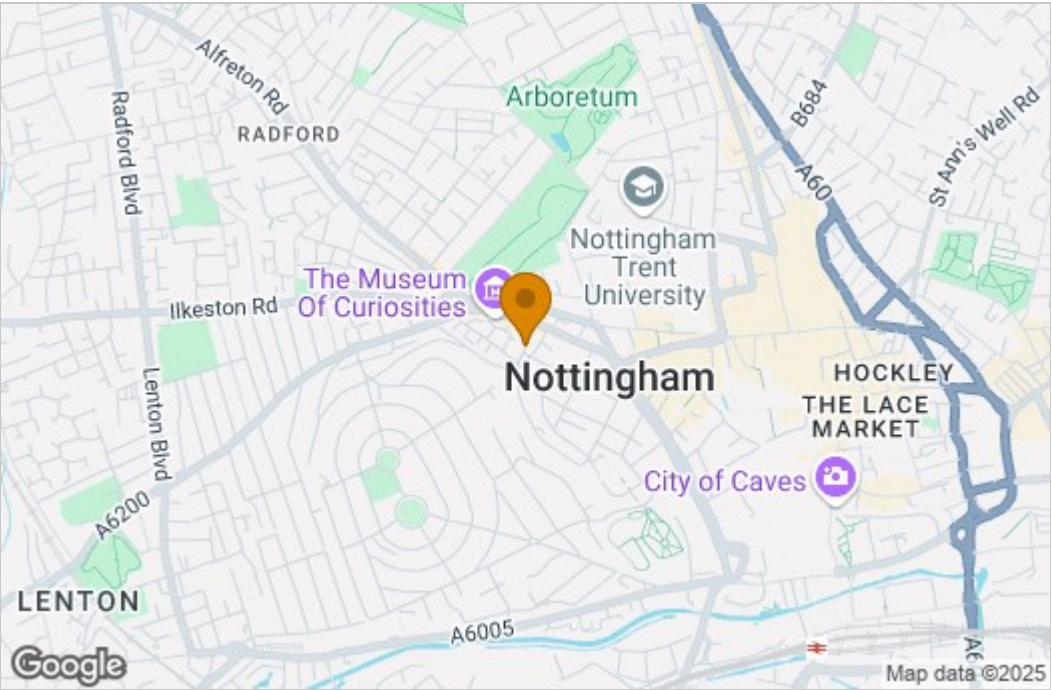 Alfreton Rd
Radford Blvd
RADFORD
Arboretum
B684
St Ann's Well Rd
A60
Nottingham
Trent
University
The Museum
Of Curiosities
Ilkeston Rd
Nottingham
HOCKLEY
THE LACE
MARKET
Lenton Blvd
City of Caves
A6200
LENTON
A6005
Google
Map data ©2025